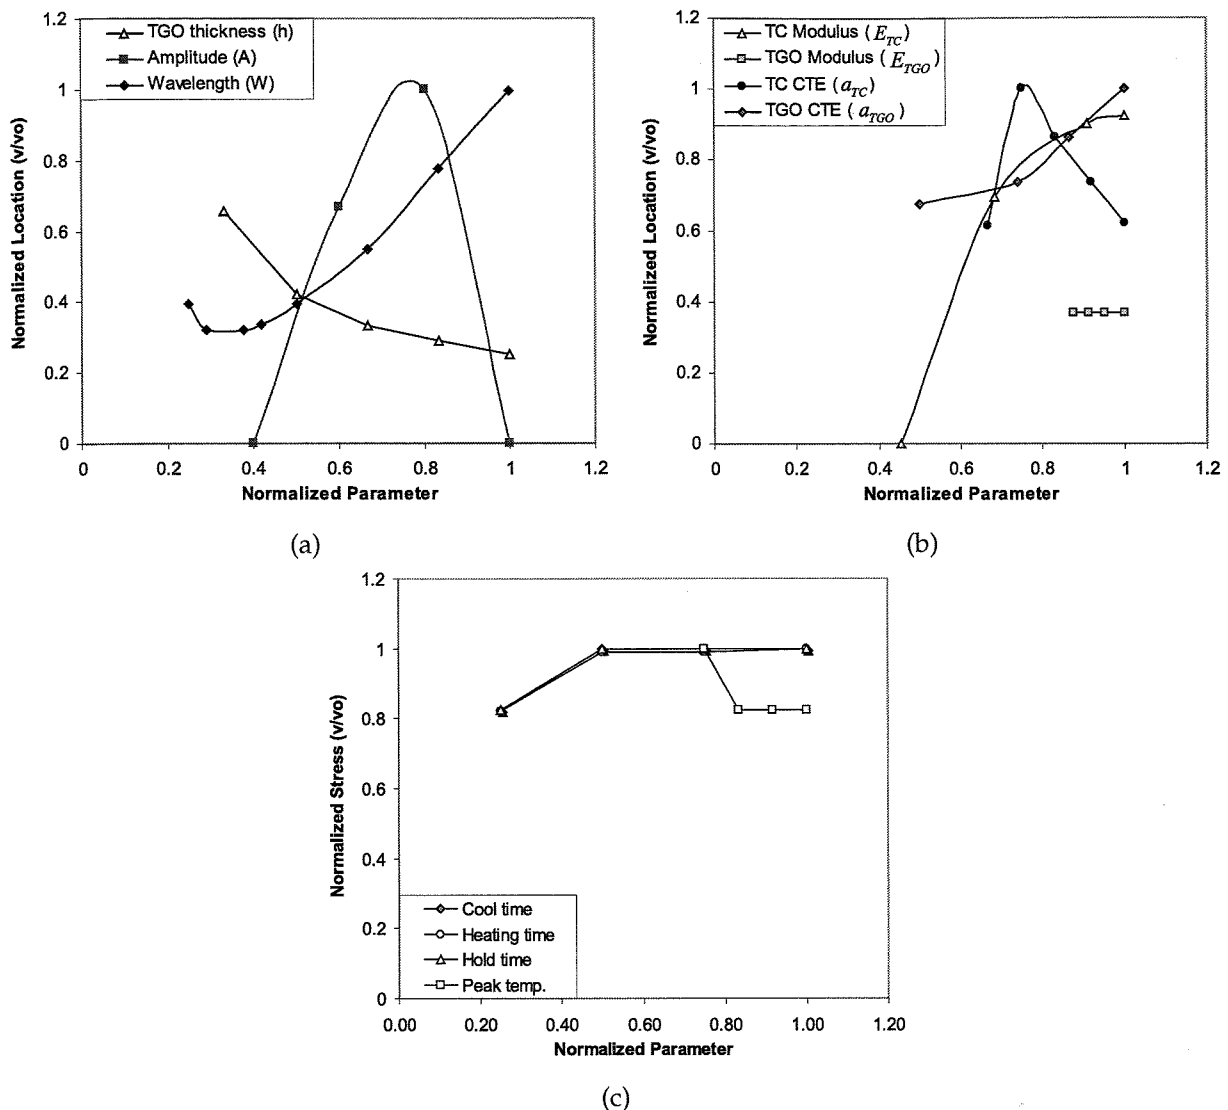 1.2
1
0.8
0.6
0.4
0.2
0
Normalized Location (v/vo)
TGO thickness (h)
Amplitude (A)
Wavelength (W)
0 0.2 0.4 0.6 0.8 1 1.2
Normalized Parameter
(a)
1.2
1
0.8
0.6
0.4
0.2
0
Normalized Location (v/vo)
TC Modulus (E_TC)
TGO Modulus (E_TGO)
TC CTE (a_TC)
TGO CTE (a_TGO)
0 0.2 0.4 0.6 0.8 1 1.2
Normalized Parameter
(b)
1.2
1
0.8
0.6
0.4
0.2
0
Normalized Stress (v/vo)
Cool time
Heating time
Hold time
Peak temp.
0.00 0.20 0.40 0.60 0.80 1.00 1.20
Normalized Parameter
(c)